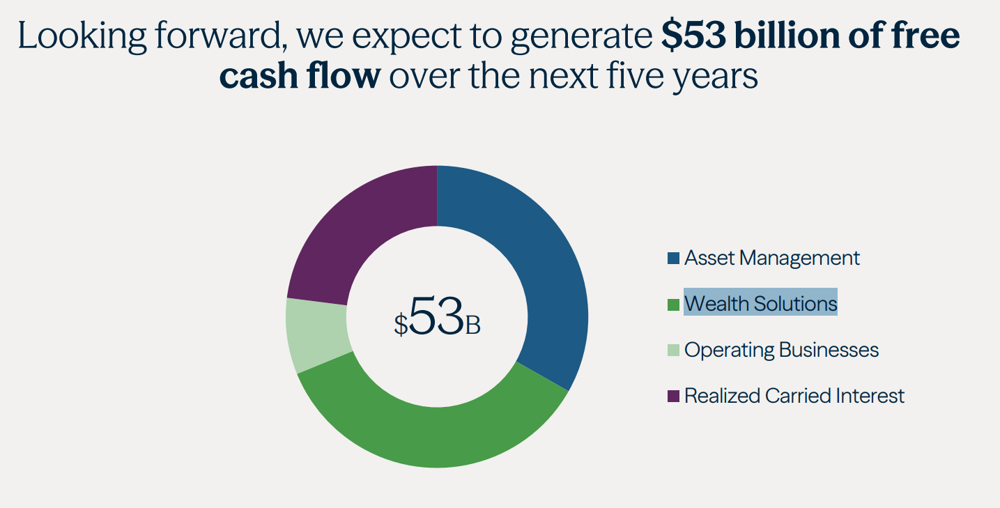 Looking forward, we expect to generate $53 billion of free
cash flow over the next five years
$53B
Asset Management
Wealth Solutions
Operating Businesses
Realized Carried Interest